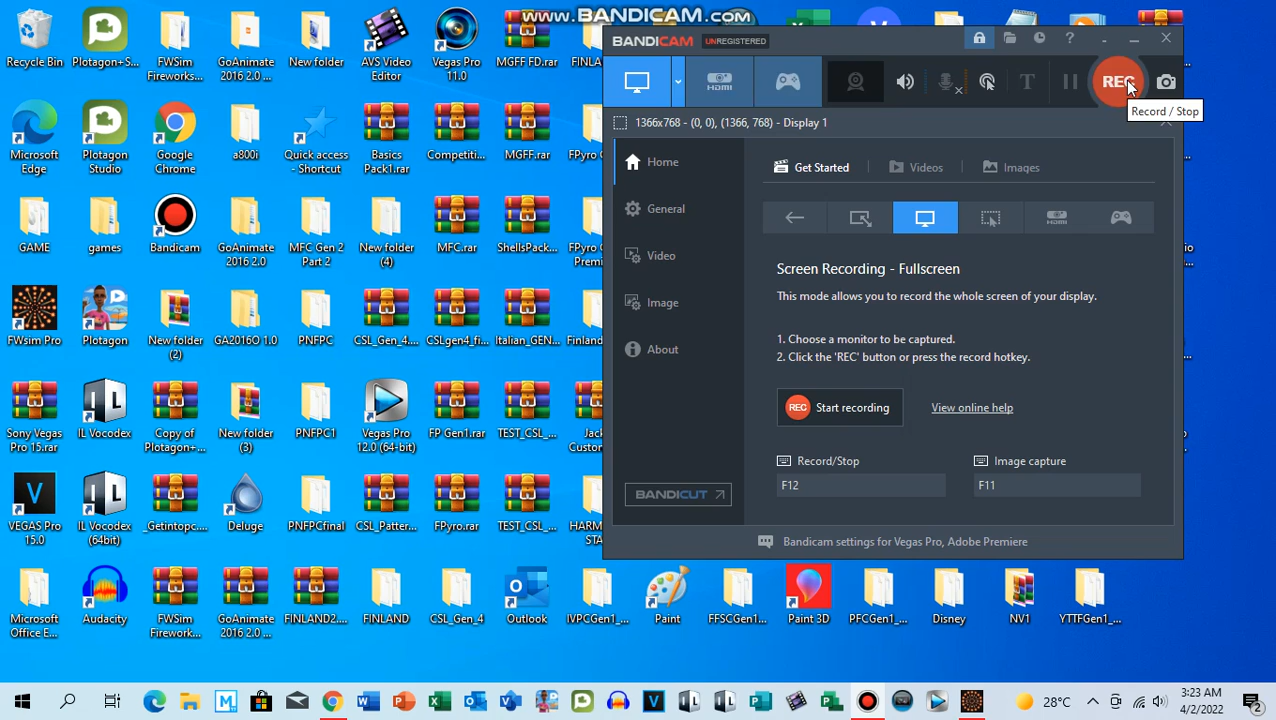 www.BANDICAM.com
BANDICAM UNREGISTERED
HDMI
T
REC
Record / Stop
1366x768 - (0, 0), (1366, 768) - Display 1
Home
General
Video
Image
About
BANDICUT
Get Started
Videos
Images
HDMI
Screen Recording - Fullscreen
This mode allows you to record the whole screen of your display.
1. Choose a monitor to be captured.
2. Click the 'REC' button or press the record hotkey.
REC Start recording
View online help
Record/Stop
Image capture
F12
F11
Bandicam settings for Vegas Pro, Adobe Premiere
Recycle Bin
Plotagon+S...
FWSim
Fireworks...
GoAnimate
2016 2.0 ...
New folder
AVS Video
Editor
Vegas Pro
11.0
MGFF FD.rar
Microsoft
Edge
Plotagon
Studio
Google
Chrome
a800i
Quick access
- Shortcut
Basics
Pack1.rar
Competiti...
MGFF.rar
GAME
games
Bandicam
GoAnimate
2016 2.0
MFC Gen 2
Part 2
New folder
(4)
MFC.rar
ShellsPack...
FWsim Pro
Plotagon
New folder
(2)
GA2016O 1.0
PNFPC
CSL_Gen_4....
CSLgen4_fi...
Italian_GEN...
Sony Vegas
Pro 15.rar
IL Vocodex
Copy of
Plotagon+...
New folder
(3)
PNFPC1
Vegas Pro
12.0 (64-bit)
FP Gen1.rar
TEST_CSL_...
VEGAS Pro
15.0
IL Vocodex
(64bit)
_Getintopc....
Deluge
PNFPCfinal
CSL_Patter...
FPyro.rar
TEST_CSL_...
Microsoft
Office E...
Audacity
FWSim
Fireworks...
GoAnimate
2016 2.0 ...
FINLAND2....
FINLAND
CSL_Gen_4
Outlook
IVPCGen1_...
Paint
FFSCGen1...
Paint 3D
PFCGen1_...
Disney
NV1
YTTFGen1_...
28°C
3:23 AM
4/2/2022
2